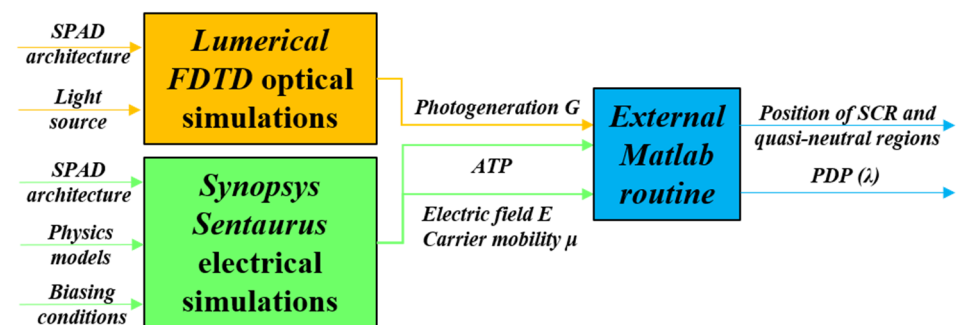 SPAD
architecture
Light
source
Lumerical
FDTD optical
simulations
Photogeneration G
SPAD
architecture
Physics
models
Biasing
conditions
Synopsys
Sentaurus
electrical
simulations
ATP
Electric field E
Carrier mobility μ
External
Matlab
routine
Position of SCR and
quasi-neutral regions
PDP (λ)